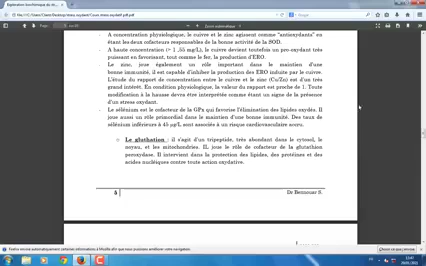 - A concentration physiologique, le cuivre et le zinc agissent comme "antioxydants" en
étant les deux cofacteurs responsables de la bonne activité de la SOD.
- A haute concentration (> 1 ,55 mg/L), le cuivre devient toutefois un pro-oxydant très
puissant en favorisant, tout comme le fer, la production d'ERO.
Le zinc, joue également un rôle important dans le maintien d'une
bonne immunité, il est capable d'inhiber la production des ERO induite par le cuivre.
L'étude du rapport de concentration entre le cuivre et le zinc (Cu/Zn) est d'un très
grand intérêt. En condition physiologique, la valeur du rapport est proche de 1. Toute
modification à la hausse devra être interprétée comme étant un signe de la présence
d'un stress oxydant.
- Le sélénium est le cofacteur de la GPx qui favorise l'élimination des lipides oxydés. Il
joue aussi un rôle primordial dans le maintien d'une bonne immunité. Des taux de
sélénium inférieurs à 45 µg/L sont associés à un risque cardiovasculaire accru.
o Le gluthation : il s'agit d'un tripeptide, très abondant dans le cytosol, le
noyau, et les mitochondries. IL joue le rôle de cofacteur de la glutathion
peroxydase. Il intervient dans la protection des lipides, des protéines et des
acides nucléiques contre toute action oxydative.
5 | Dr Bennouar S.